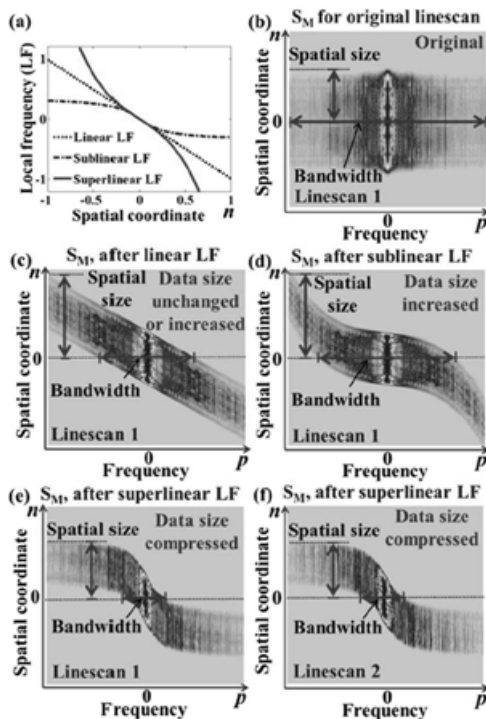 (a)
Local frequency (LF)
1
0
-1
Linear LF
Sublinear LF
Superlinear LF
-1 -0.5 0 0.5 1
Spatial coordinate n
(b) S_M for original linescan
Spatial size
Original
Spatial coordinate
n
0
Bandwidth
Linescan 1
0
Frequency p
(c) S_M, after linear LF
Spatial size
Data size
unchanged
or increased
Spatial coordinate
n
0
Bandwidth
Linescan 1
0
Frequency p
(d) S_M, after sublinear LF
Spatial size
Data size
increased
Spatial coordinate
n
0
Bandwidth
Linescan 1
0
Frequency p
(e) S_M, after superlinear LF
Spatial size
Data size
compressed
Spatial coordinate
n
0
Bandwidth
Linescan 1
0
Frequency p
(f) S_M, after superlinear LF
Spatial size
Data size
compressed
Spatial coordinate
n
0
Bandwidth
Linescan 2
0
Frequency p